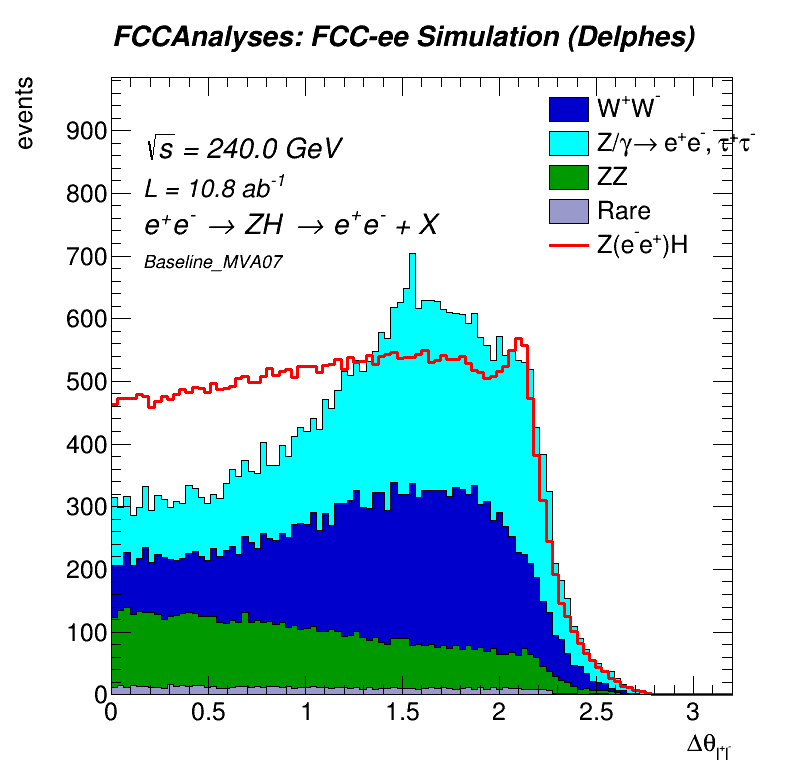 FCCAnalyses: FCC-ee Simulation (Delphes)
events
√s = 240.0 GeV
L = 10.8 ab⁻¹
e⁺e⁻ → ZH → e⁺e⁻ + X
Baseline_MVA07
W⁺W⁻
Z/γ→ e⁺e⁻, τ⁺τ⁻
ZZ
Rare
Z(e⁻e⁺)H
900
800
700
600
500
400
300
200
100
0
0 0.5 1 1.5 2 2.5 3
Δθ_l⁺l⁻